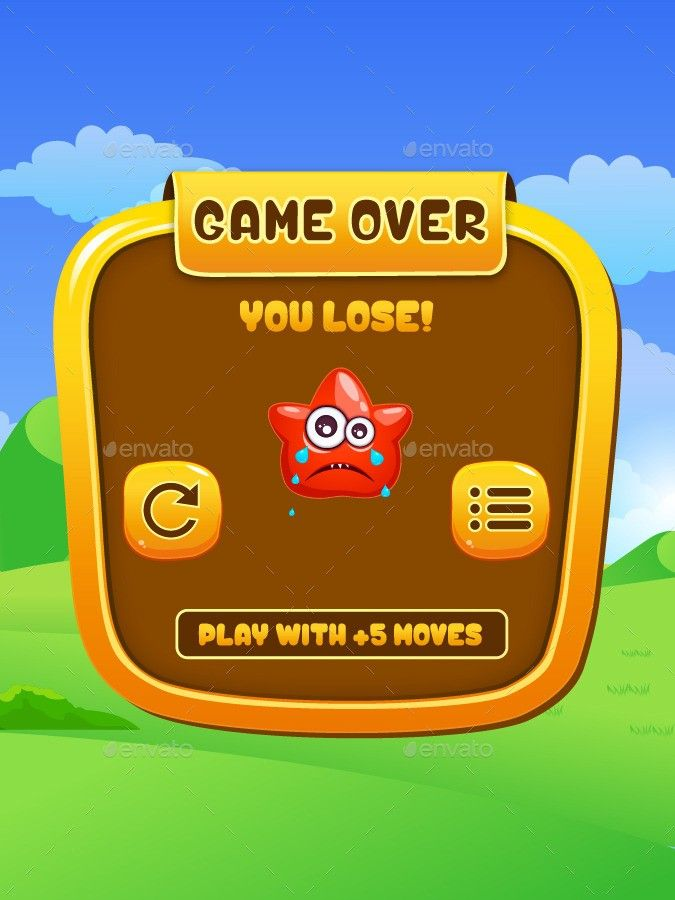 envato envato
GAME OVER
YOU LOSE!
envato envato
PLAY WITH +5 MOVES
envato envato